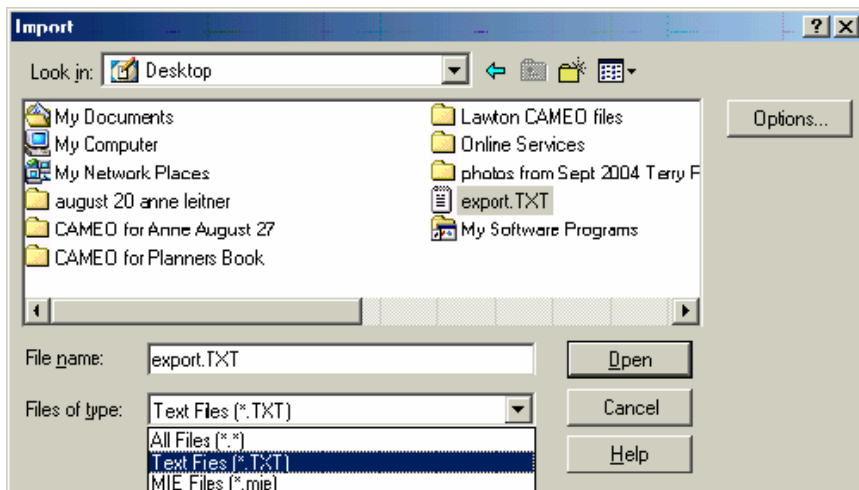 Import
Look in: Desktop
My Documents
My Computer
My Network Places
august 20 anne leitner
CAMEO for Anne August 27
CAMEO for Planners Book
Lawton CAMEO files
Online Services
photos from Sept 2004 Terry F
export.TXT
My Software Programs
Options...
File name: export.TXT
Open
Files of type: Text Files (*.TXT)
Cancel
All Files (*.*)
Text Fies (*.TXT)
MIE Files (*.mie)
Help